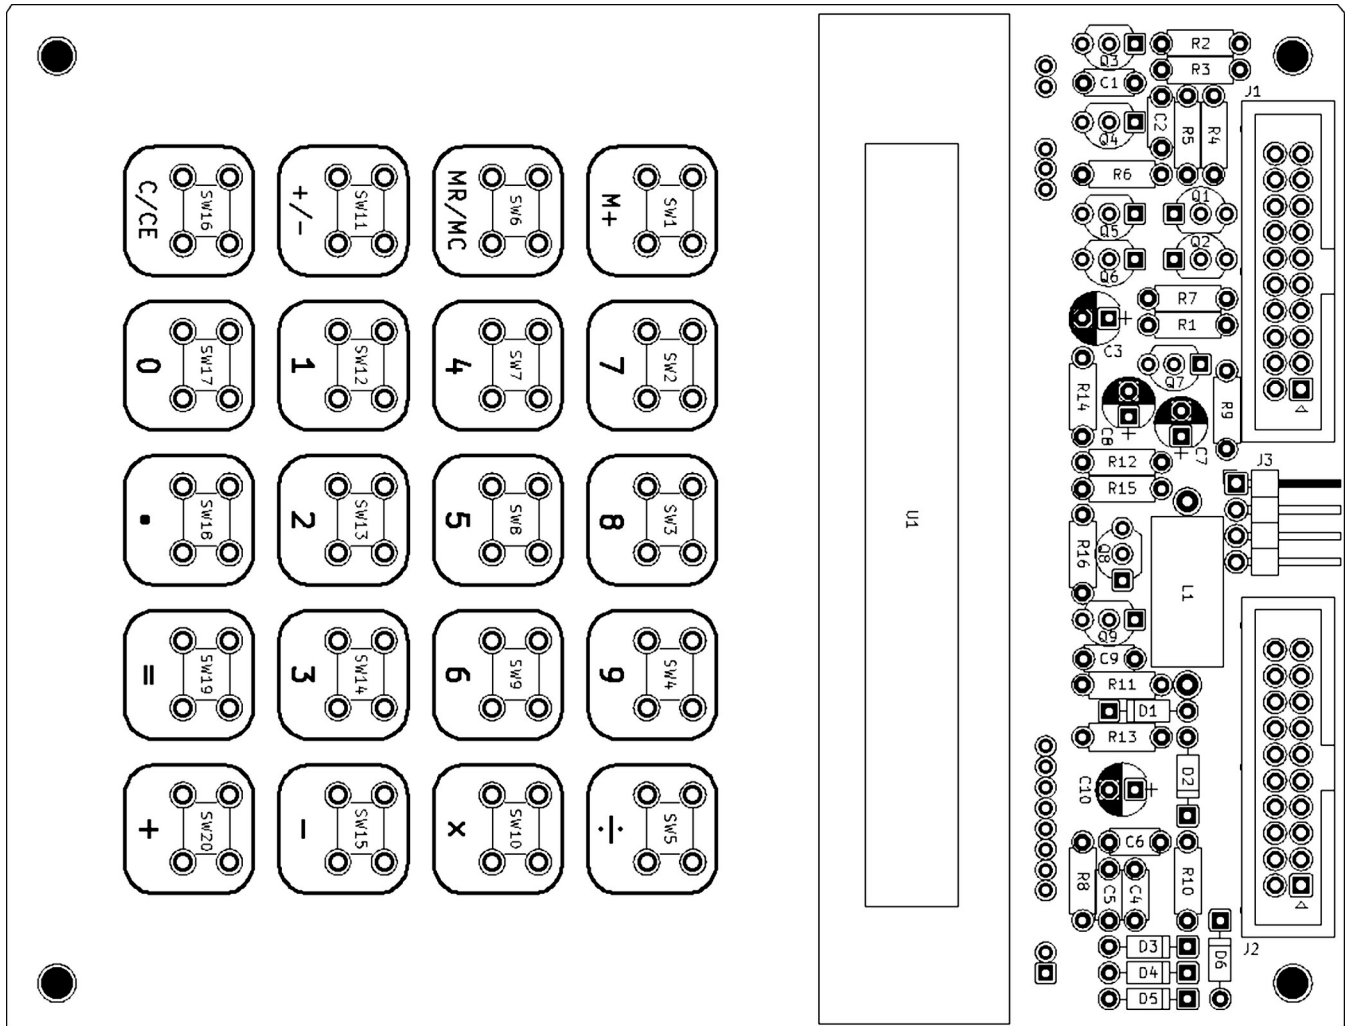 Q3
R2
R3
C1
J1
Q4
C2
R5
R4
R6
Q1
Q5
Q2
Q6
R7
R1
C3
Q7
R14
R9
C8
C7
R12
J3
R15
R16
Q8
L1
Q9
C9
R11
D1
R13
D2
C10
C6
R8
C5
C4
R10
D3
D4
D5
D6
J2
U1
C/CE
SW16
+/-
SW11
MR/MC
SW6
M+
SW1
0
SW17
1
SW12
4
SW7
7
SW2
.
SW18
2
SW13
5
SW8
8
SW3
=
SW19
3
SW14
6
SW9
9
SW4
+
SW20
-
SW15
x
SW10
÷
SW5
+
+
+
+